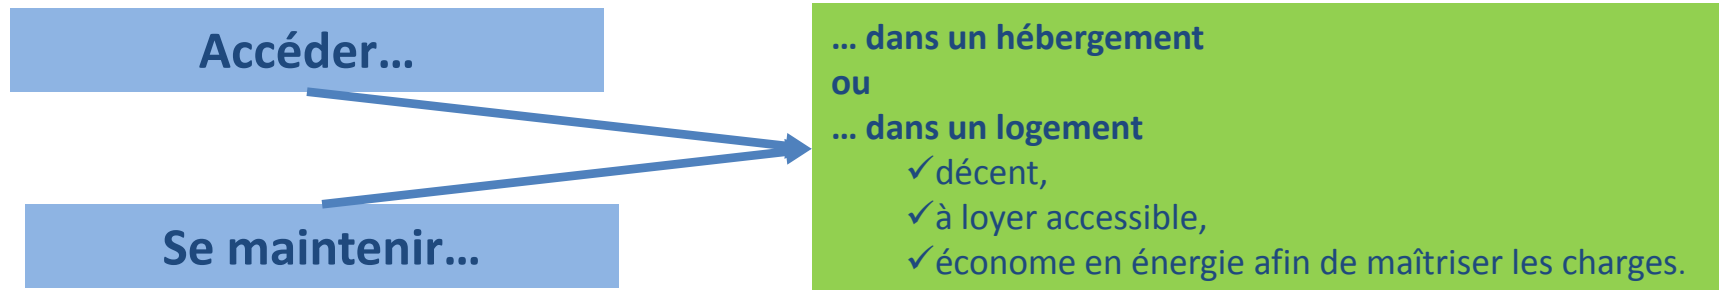 Accéder…
Se maintenir…
… dans un hébergement
ou
… dans un logement
✓décent,
✓à loyer accessible,
✓économe en énergie afin de maîtriser les charges.